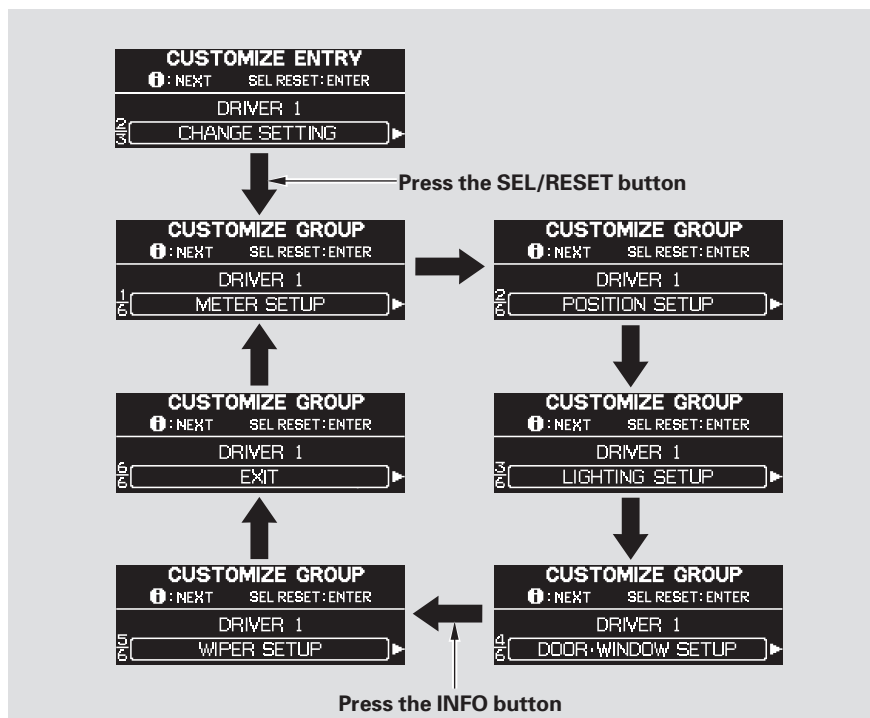 CUSTOMIZE ENTRY
i : NEXT SEL RESET:ENTER
DRIVER 1
2/3 CHANGE SETTING
Press the SEL/RESET button
CUSTOMIZE GROUP
i : NEXT SEL RESET:ENTER
DRIVER 1
1/6 METER SETUP
CUSTOMIZE GROUP
i : NEXT SEL RESET:ENTER
DRIVER 1
2/6 POSITION SETUP
CUSTOMIZE GROUP
i : NEXT SEL RESET:ENTER
DRIVER 1
6/6 EXIT
CUSTOMIZE GROUP
i : NEXT SEL RESET:ENTER
DRIVER 1
3/6 LIGHTING SETUP
CUSTOMIZE GROUP
i : NEXT SEL RESET:ENTER
DRIVER 1
5/6 WIPER SETUP
CUSTOMIZE GROUP
i : NEXT SEL RESET:ENTER
DRIVER 1
4/6 DOOR·WINDOW SETUP
Press the INFO button